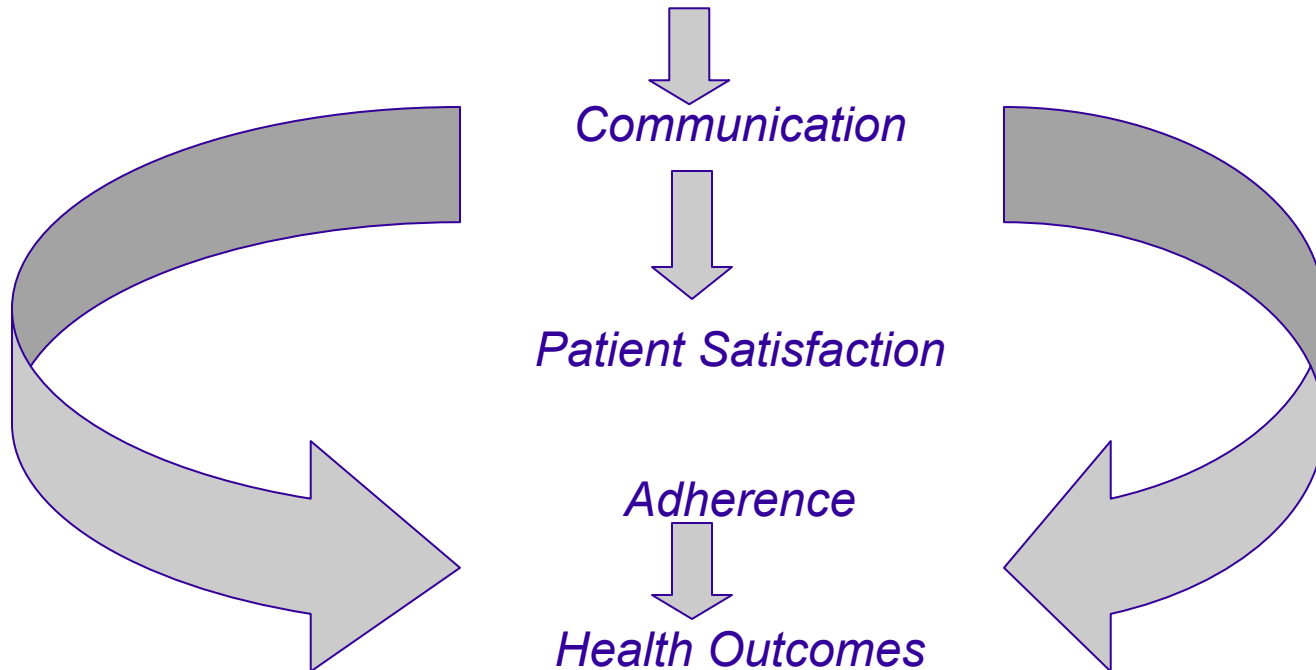 Communication
Patient Satisfaction
Adherence
Health Outcomes